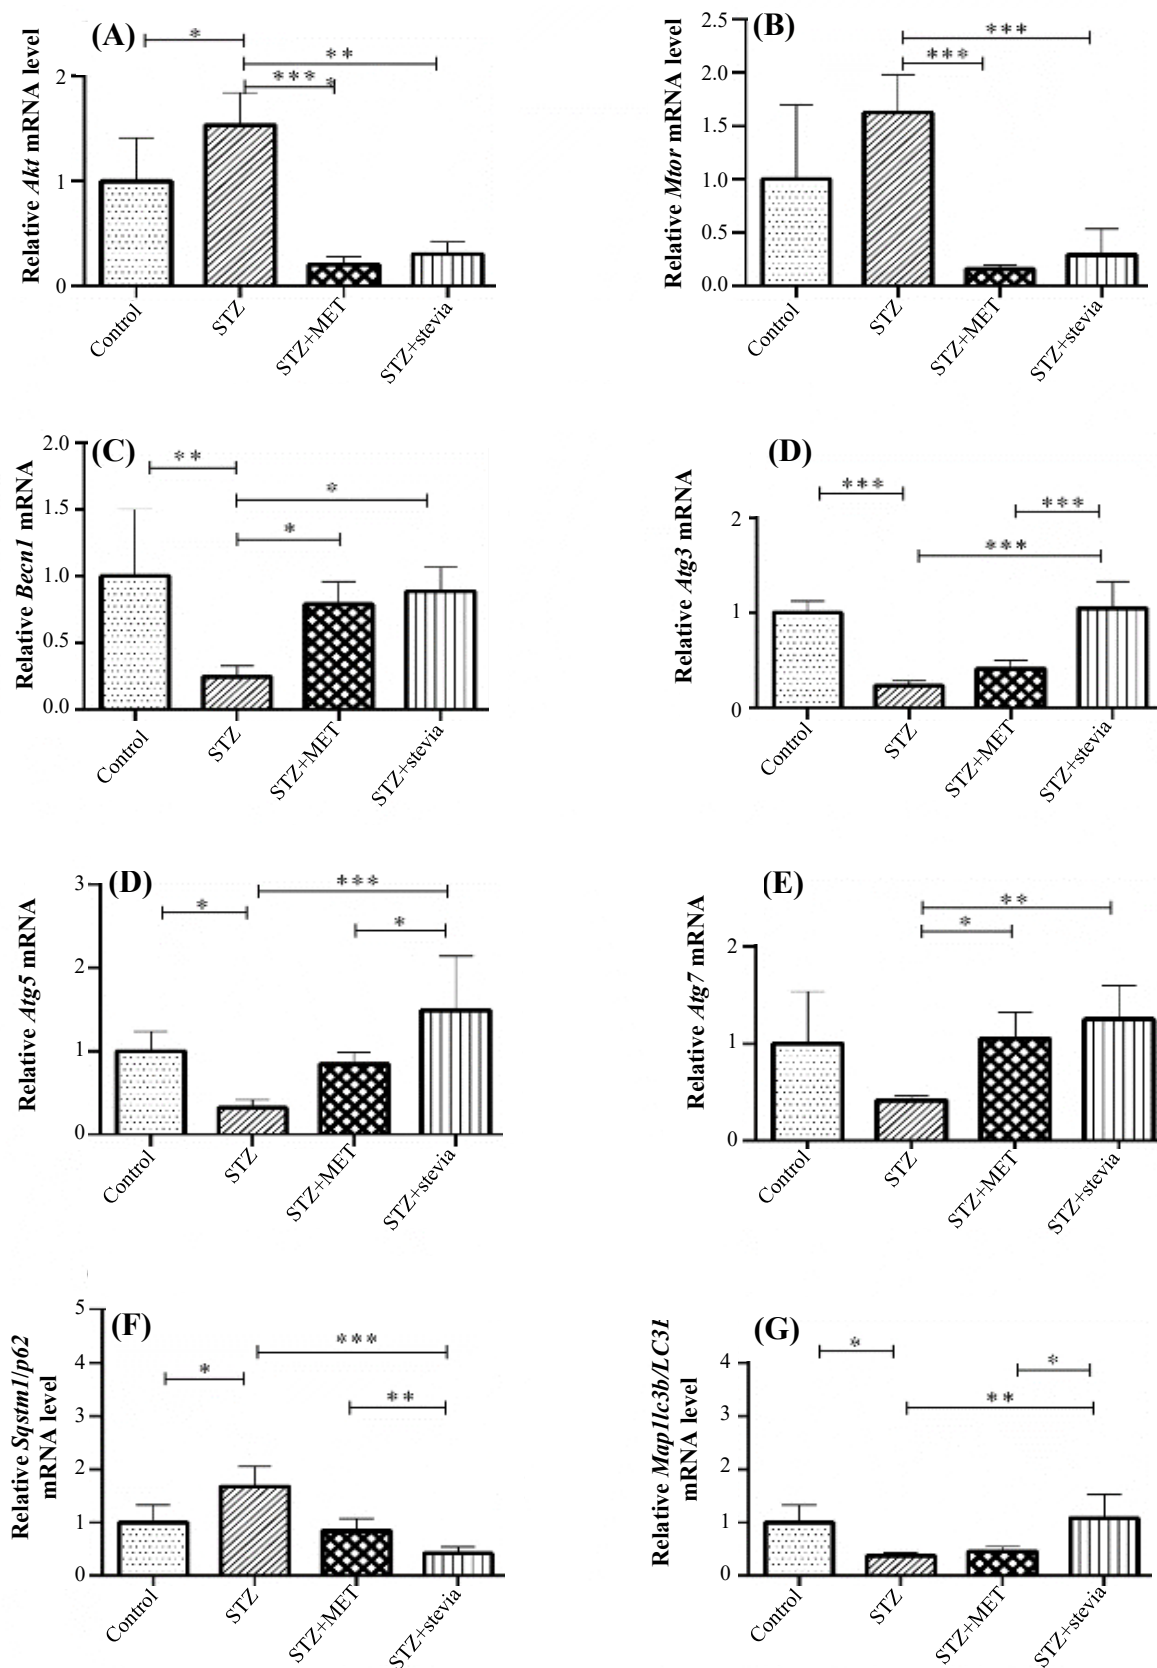 (A)
Relative Akt mRNA level
2
1
0
*
**
***
*
Control
STZ
STZ+MET
STZ+stevia
(B)
Relative Mtor mRNA level
2.5
2.0
1.5
1.0
0.5
0.0
***
***
Control
STZ
STZ+MET
STZ+stevia
(C)
Relative Becn1 mRNA
2.0
1.5
1.0
0.5
0.0
**
*
*
Control
STZ
STZ+MET
STZ+stevia
(D)
Relative Atg3 mRNA
2
1
0
***
***
***
Control
STZ
STZ+MET
STZ+stevia
(D)
Relative Atg5 mRNA
3
2
1
0
***
*
*
Control
STZ
STZ+MET
STZ+stevia
(E)
Relative Atg7 mRNA
2
1
0
**
*
Control
STZ
STZ+MET
STZ+stevia
(F)
Relative Sqstm1/p62
mRNA level
5
4
3
2
1
0
***
*
**
Control
STZ
STZ+MET
STZ+stevia
(G)
Relative Map1lc3b/LC3I
mRNA level
4
3
2
1
0
*
*
**
Control
STZ
STZ+MET
STZ+stevia